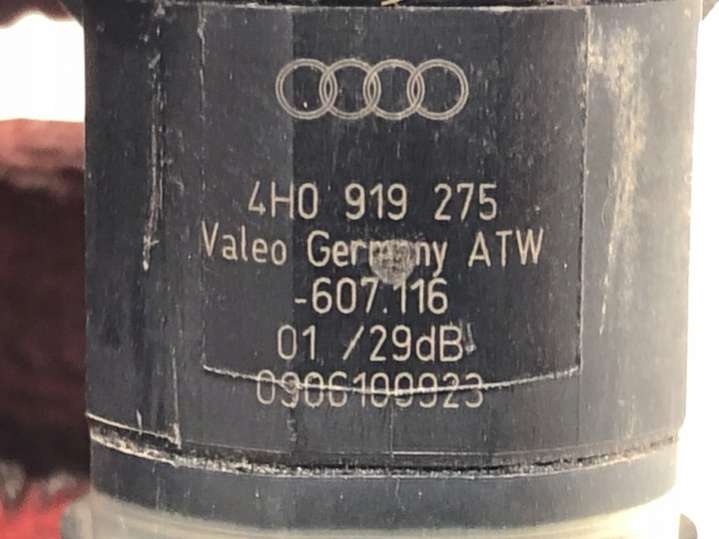 4H0 919 275
Valeo Germany ATW
-607.116
01 /29dB
0906100923